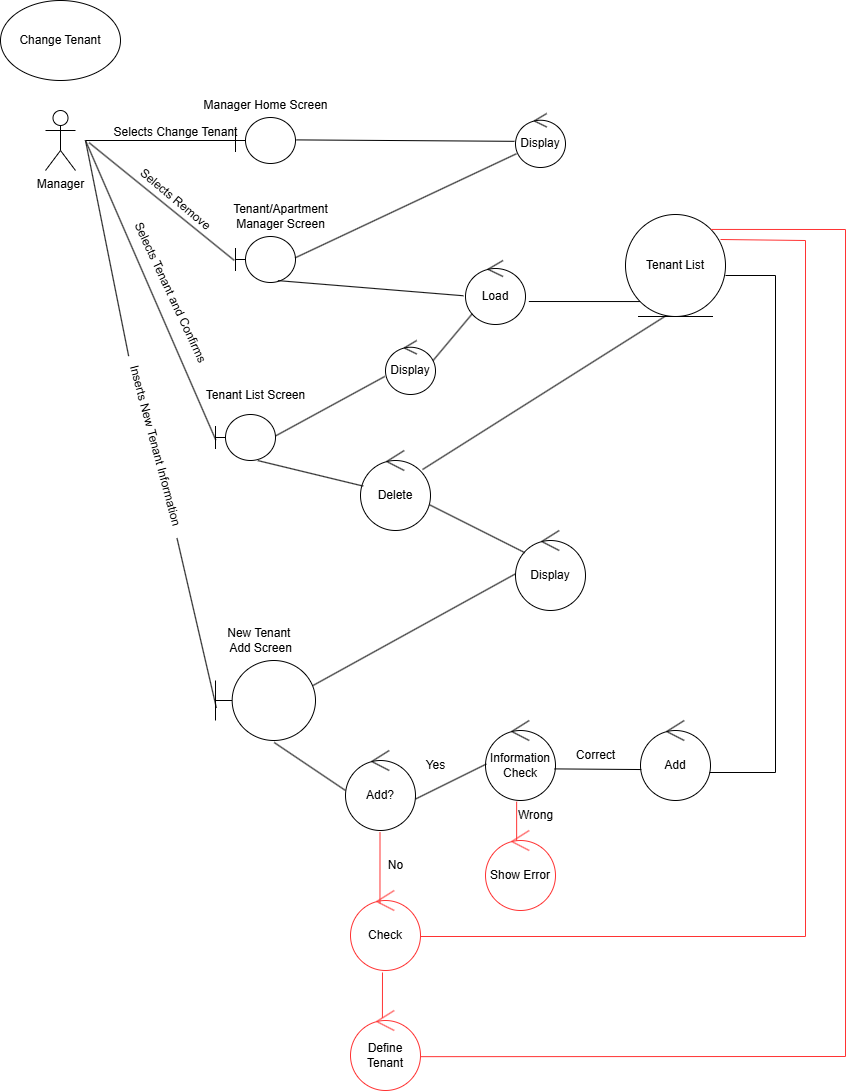 Change Tenant
Manager Home Screen
Selects Change Tenant
Display
Manager
Selects Remove
Tenant/Apartment
Manager Screen
Selects Tenant and Confirms
Tenant List
Load
Display
Tenant List Screen
Inserts New Tenant Information
Delete
Display
New Tenant
Add Screen
Add?
Yes
Information
Check
Correct
Add
Wrong
No
Show Error
Check
Define
Tenant